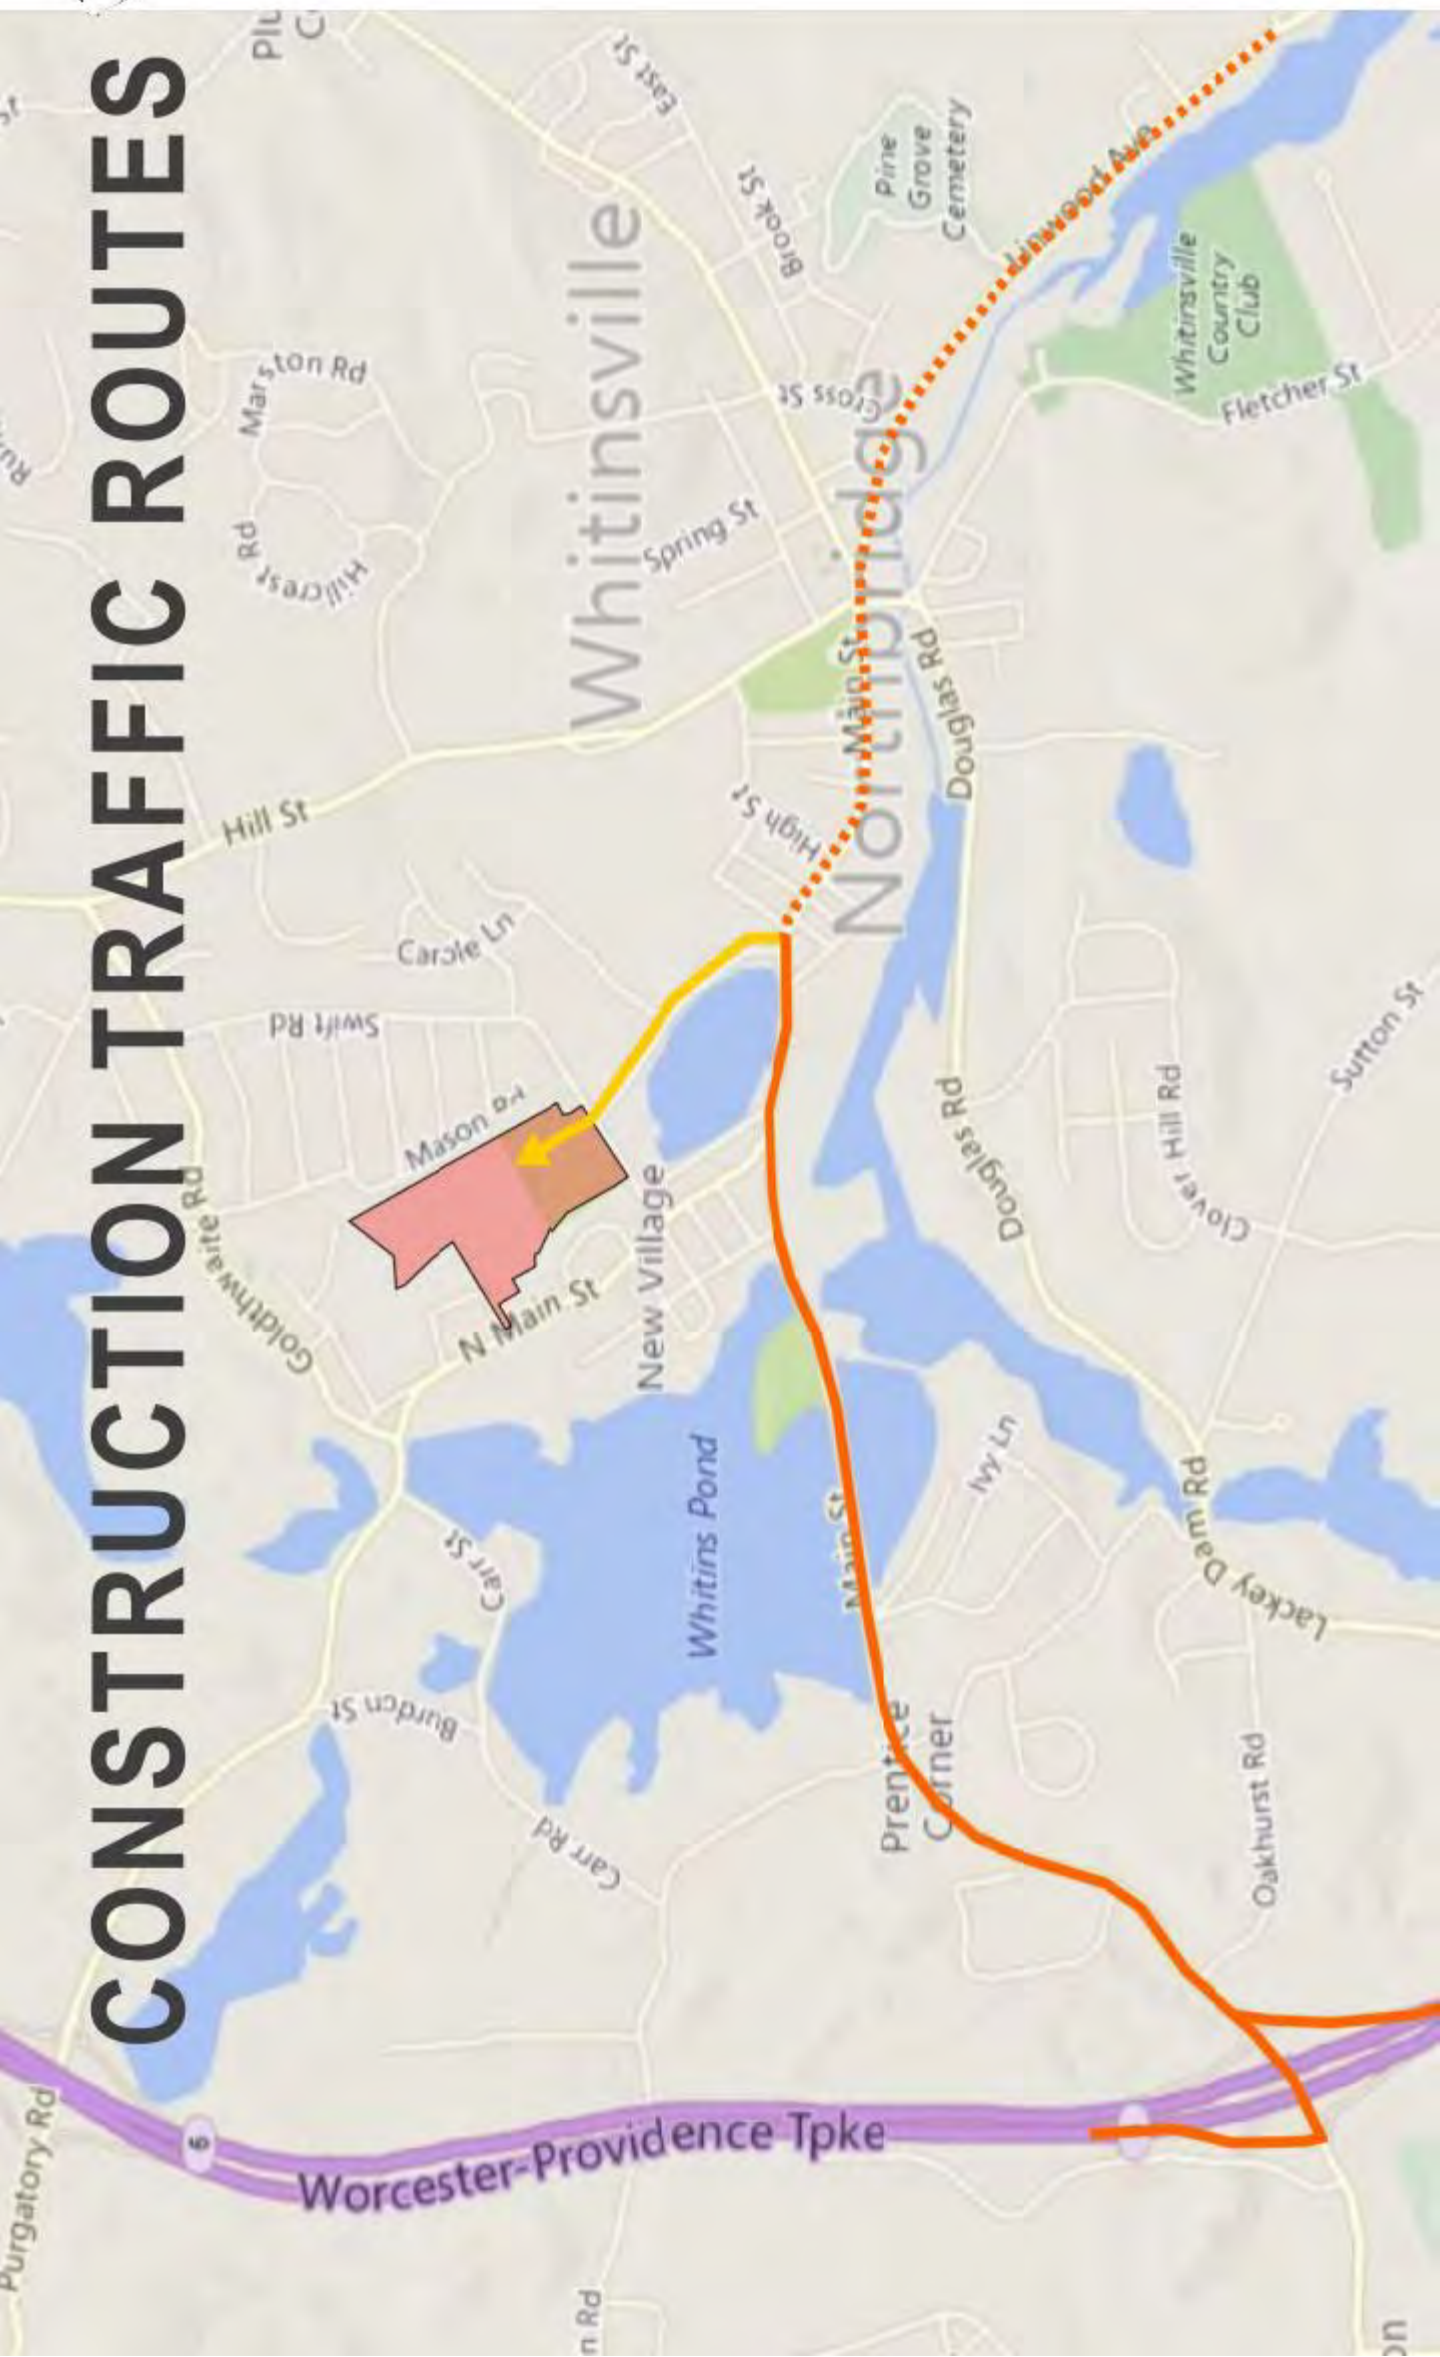 CONSTRUCTION TRAFFIC ROUTES
Purgatory Rd
6
Worcester-Providence Tpke
Goldthwaite Rd
Burdon St
Carr St
Carr Rd
Whitins Pond
N Main St
New Village
Mason Rd
Swift Rd
Carole Ln
Hill St
Hillcrest Rd
Marston Rd
Whitinsville
East St
Brook St
Spring St
Cross St
High St
Pine
Grove
Cemetery
Northbridge
Main St
Linwood Ave
Whitinsville
Country
Club
Fletcher St
Douglas Rd
Douglas Rd
Clover Hill Rd
Sutton St
Main St
Ivy Ln
Lackey Dam Rd
Prentice
Corner
Oakhurst Rd